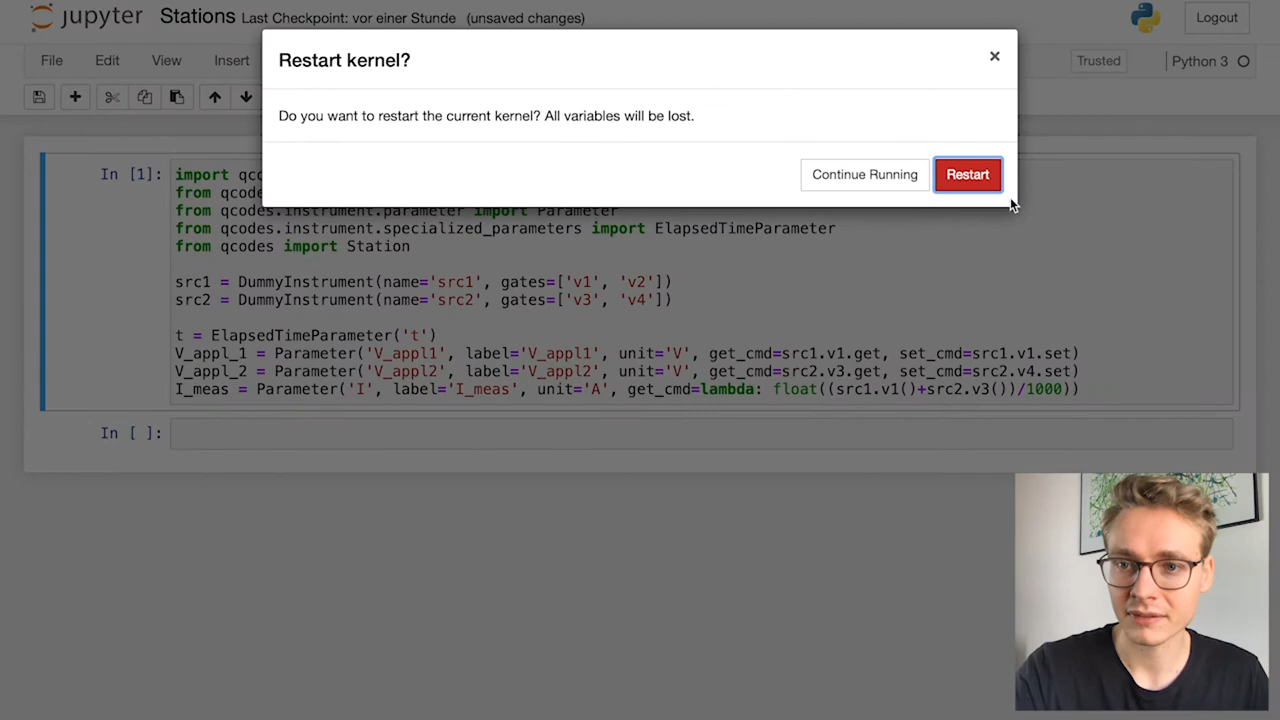 jupyter Stations Last Checkpoint: vor einer Stunde (unsaved changes) Logout
File Edit View Insert Trusted Python 3
Restart kernel? ×
Do you want to restart the current kernel? All variables will be lost.
Continue Running Restart
In [1]: import qco
from qcodes
from qcodes.instrument.parameter import Parameter
from qcodes.instrument.specialized_parameters import ElapsedTimeParameter
from qcodes import Station
src1 = DummyInstrument(name='src1', gates=['v1', 'v2'])
src2 = DummyInstrument(name='src2', gates=['v3', 'v4'])
t = ElapsedTimeParameter('t')
V_appl_1 = Parameter('V_appl1', label='V_appl1', unit='V', get_cmd=src1.v1.get, set_cmd=src1.v1.set)
V_appl_2 = Parameter('V_appl2', label='V_appl2', unit='V', get_cmd=src2.v3.get, set_cmd=src2.v4.set)
I_meas = Parameter('I', label='I_meas', unit='A', get_cmd=lambda: float((src1.v1()+src2.v3())/1000))
In [ ]: